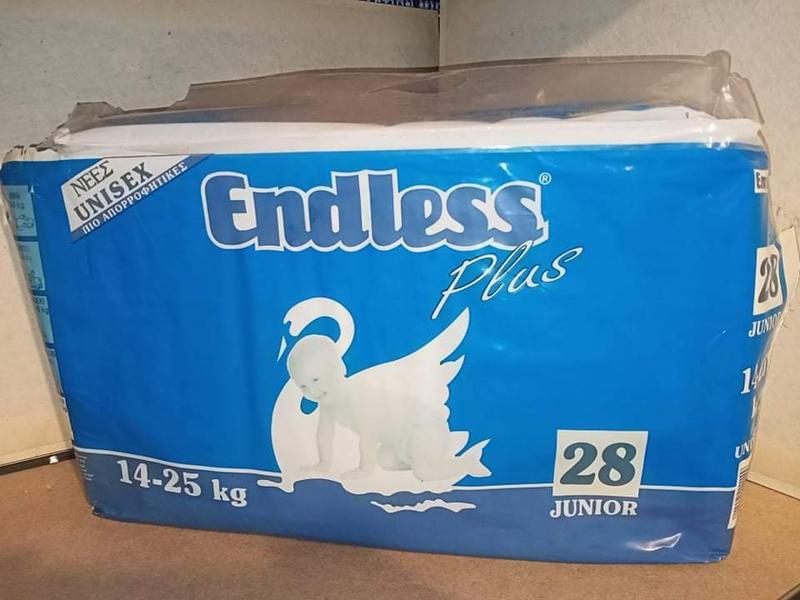 ΝΕΕΣ
UNISEX
ΠΙΟ ΑΠΟΡΡΟΦΗΤΙΚΕΣ
Endless®
Plus
14-25 kg
28
JUNIOR
28
JUNIOR